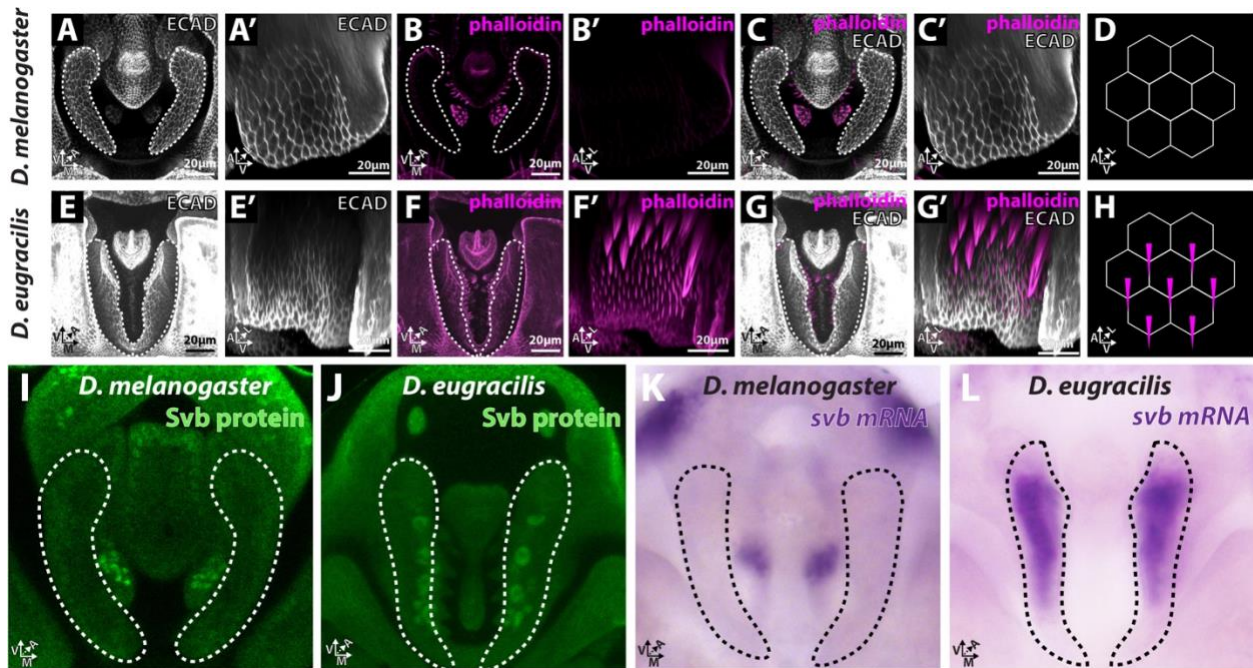 D. melanogaster
A ECAD
V A M
20µm
A' ECAD
A L V
20µm
B phalloidin
V A M
20µm
B' phalloidin
A L V
20µm
C phalloidin
ECAD
V A M
20µm
C' phalloidin
ECAD
A L V
20µm
D
D. eugracilis
E ECAD
V A M
20µm
E' ECAD
A L V
F phalloidin
V A M
20µm
F' phalloidin
A L V
G phalloidin
ECAD
V A M
20µm
G' phalloidin
ECAD
A L V
H
I D. melanogaster
Svb protein
V A M
J D. eugracilis
Svb protein
V A M
K D. melanogaster
svb mRNA
V A M
L D. eugracilis
svb mRNA
V A M